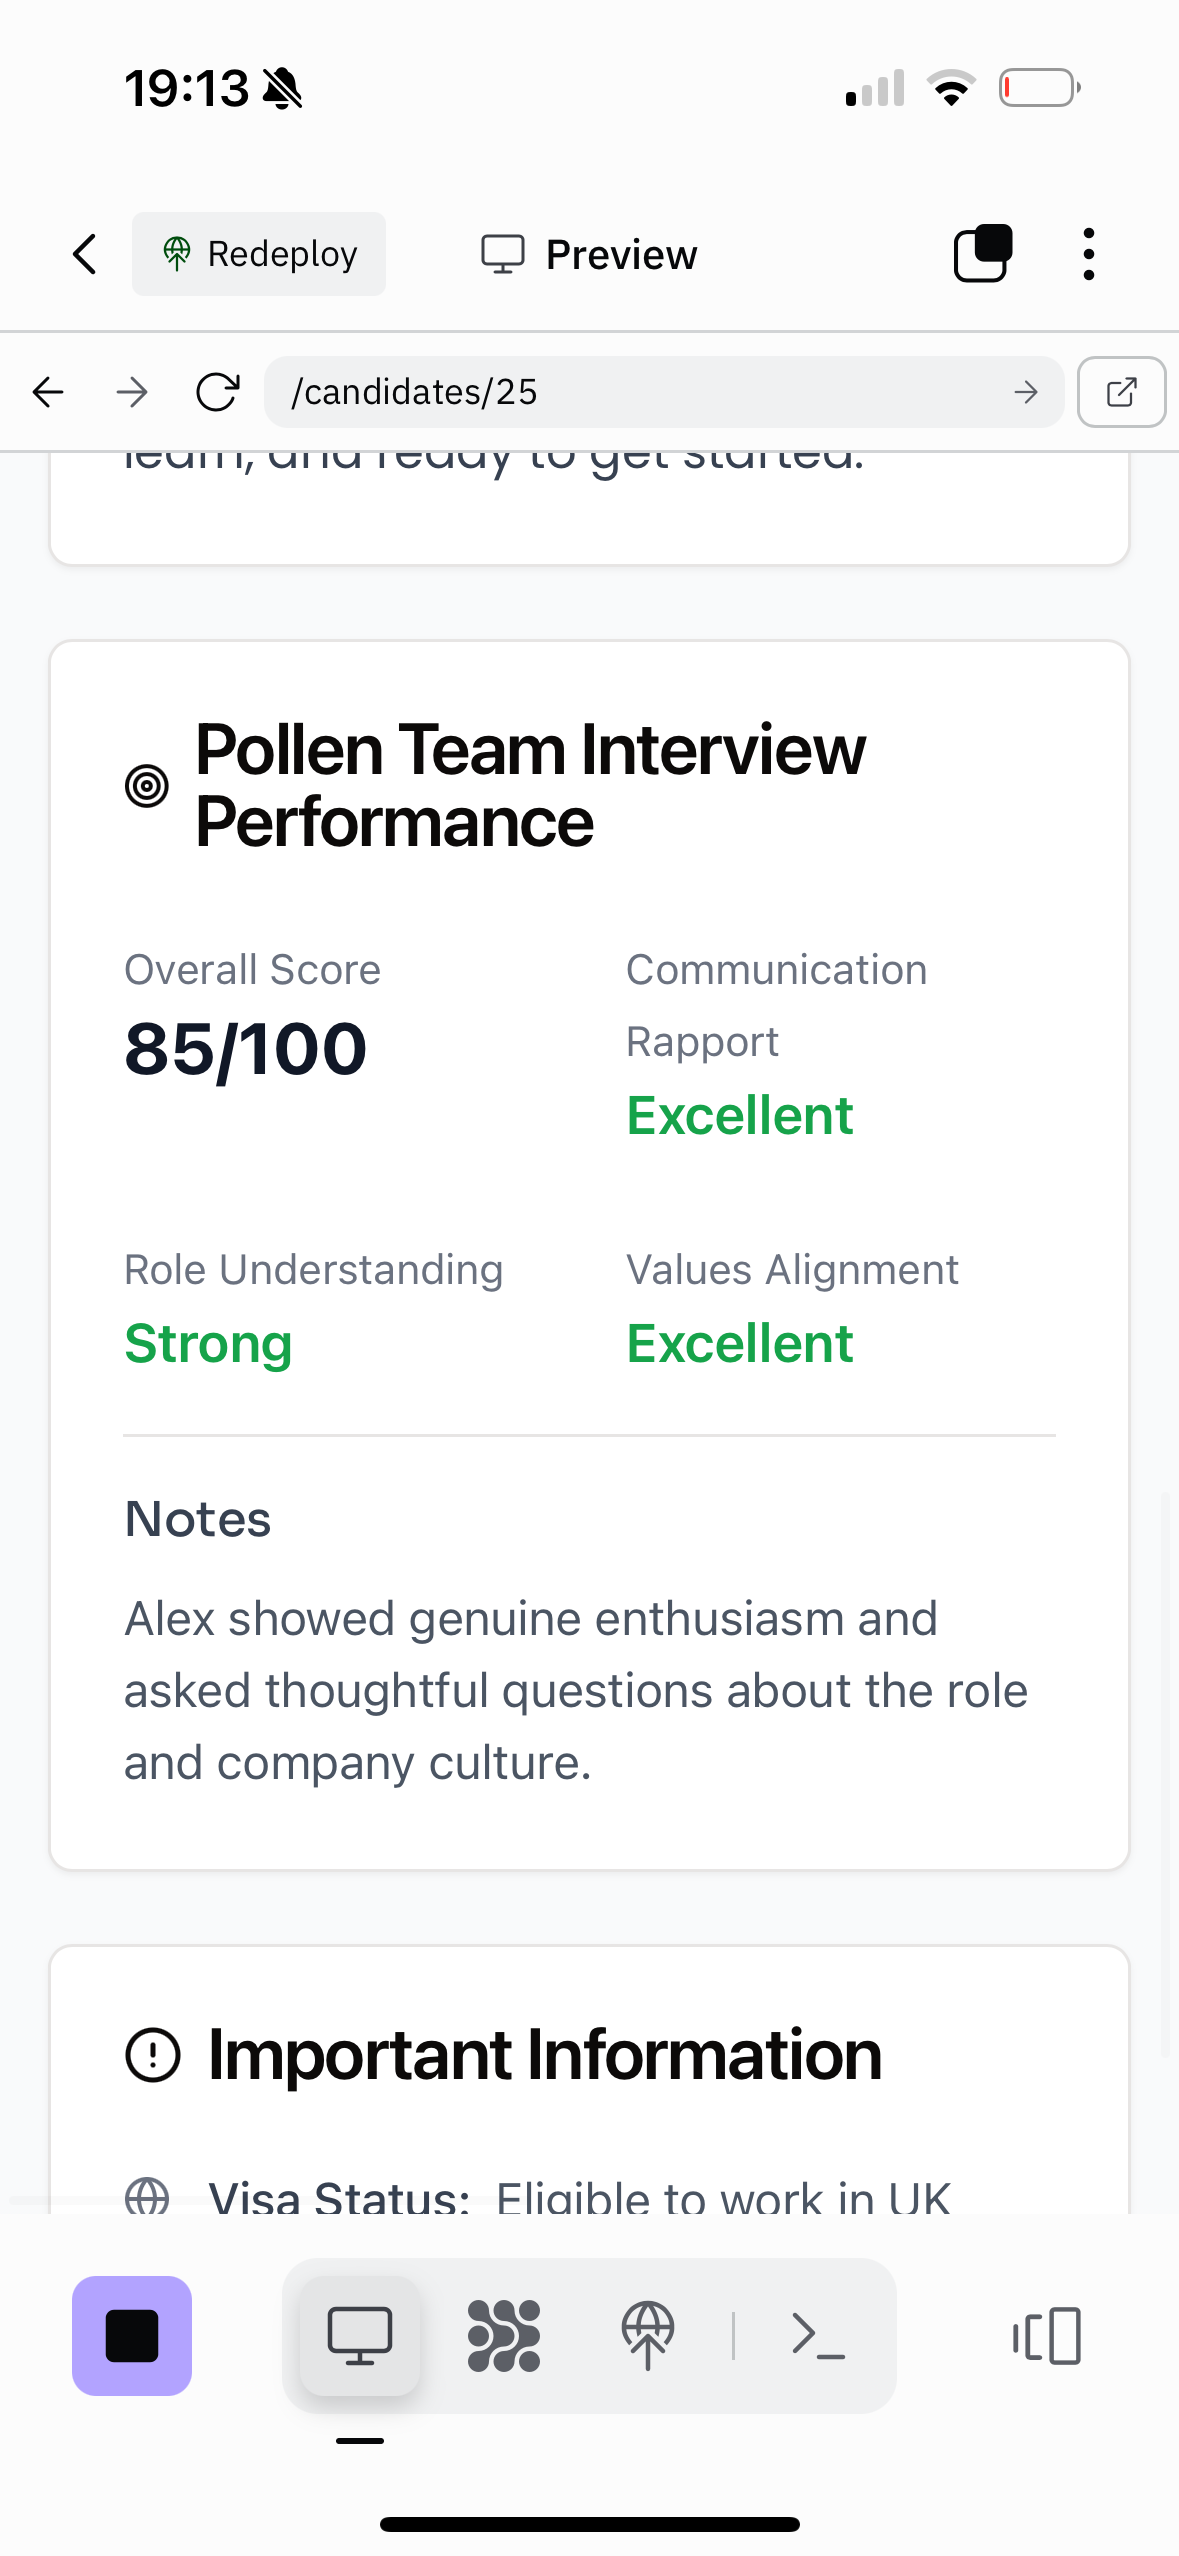 19:13
Redeploy
Preview
/candidates/25
learn, and ready to get started.
Pollen Team Interview
Performance
Overall Score
85/100
Communication
Rapport
Excellent
Role Understanding
Strong
Values Alignment
Excellent
Notes
Alex showed genuine enthusiasm and
asked thoughtful questions about the role
and company culture.
Important Information
Visa Status: Eligible to work in UK